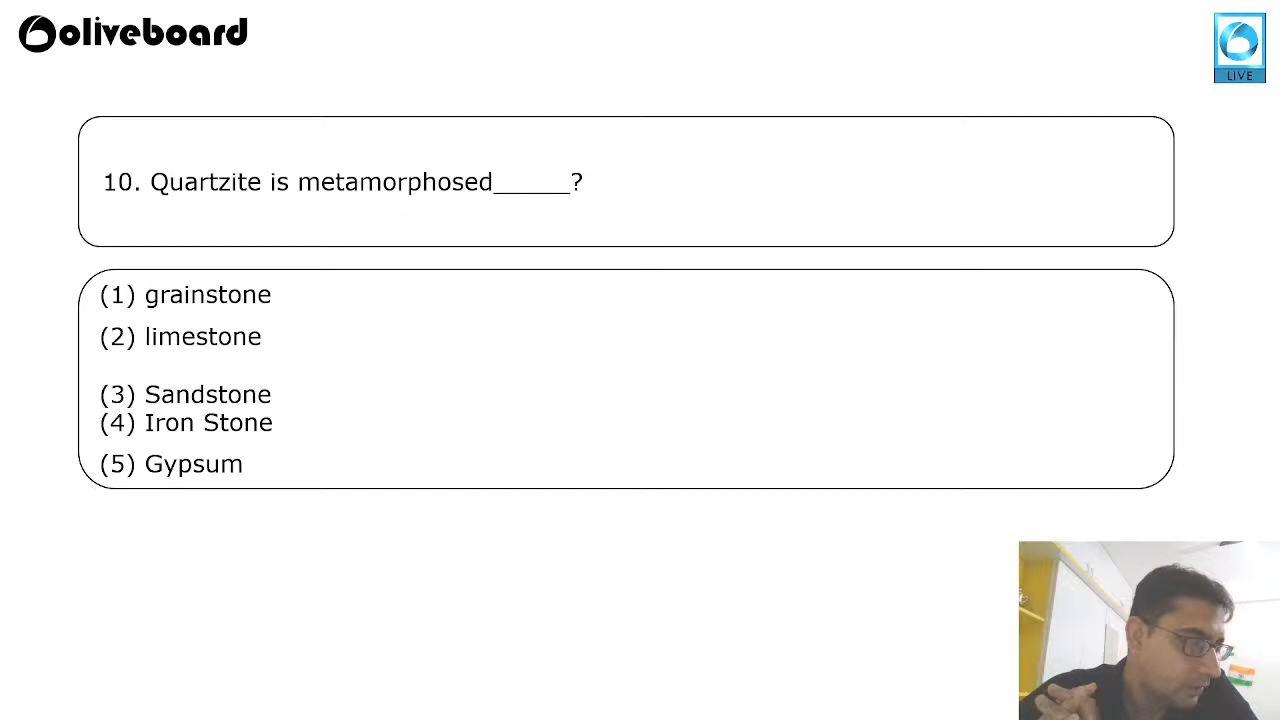 oliveboard
LIVE
10. Quartzite is metamorphosed______?
(1) grainstone
(2) limestone
(3) Sandstone
(4) Iron Stone
(5) Gypsum